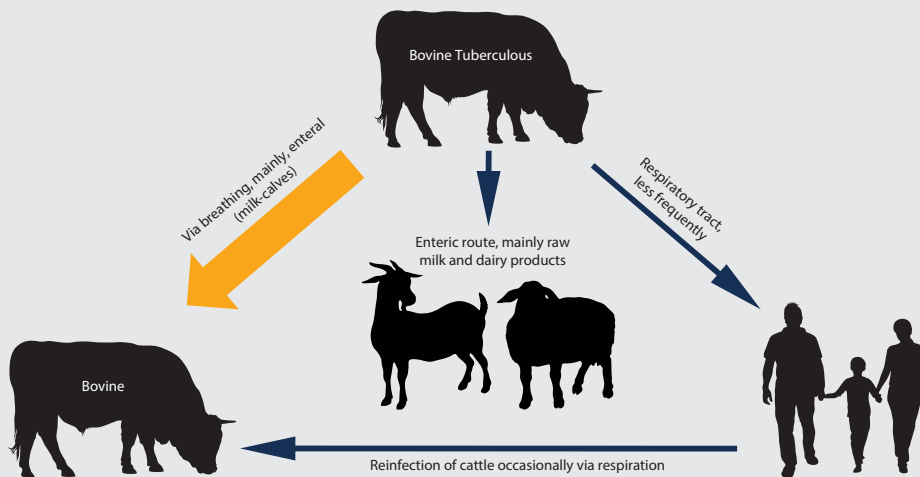 Bovine Tuberculous
Via breathing, mainly, enteral
(milk-calves)
Respiratory tract,
less frequently
Enteric route, mainly raw
milk and dairy products
Bovine
Reinfection of cattle occasionally via respiration